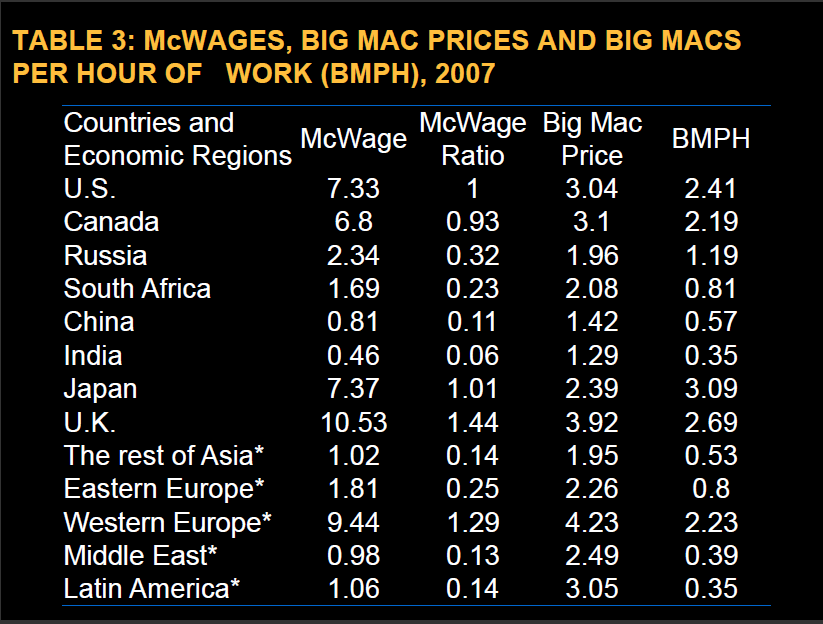 TABLE 3: McWAGES, BIG MAC PRICES AND BIG MACS
PER HOUR OF WORK (BMPH), 2007
Countries and Economic Regions McWage McWage Ratio Big Mac Price BMPH
U.S. 7.33 1 3.04 2.41
Canada 6.8 0.93 3.1 2.19
Russia 2.34 0.32 1.96 1.19
South Africa 1.69 0.23 2.08 0.81
China 0.81 0.11 1.42 0.57
India 0.46 0.06 1.29 0.35
Japan 7.37 1.01 2.39 3.09
U.K. 10.53 1.44 3.92 2.69
The rest of Asia* 1.02 0.14 1.95 0.53
Eastern Europe* 1.81 0.25 2.26 0.8
Western Europe* 9.44 1.29 4.23 2.23
Middle East* 0.98 0.13 2.49 0.39
Latin America* 1.06 0.14 3.05 0.35